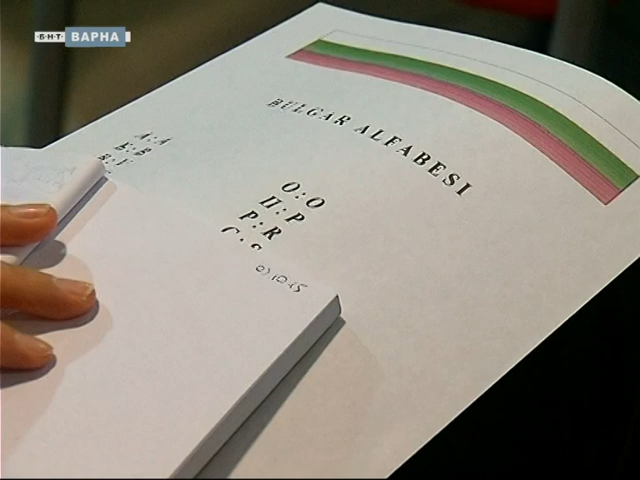 БНТ ВАРНА
BULGAR ALFABESI
A:A
Б:B
В:V
О:O
П:P
Р:R
С:S